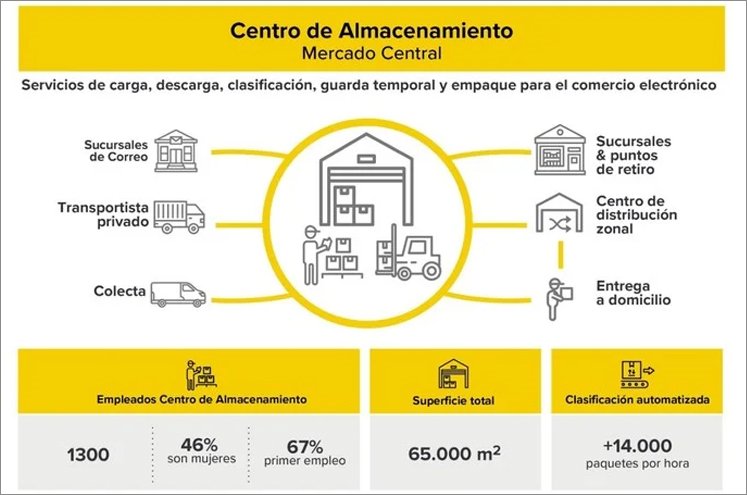 Centro de Almacenamiento
Mercado Central
Servicios de carga, descarga, clasificación, guarda temporal y empaque para el comercio electrónico
Sucursales
de Correo
Transportista
privado
Colecta
Sucursales
& puntos
de retiro
Centro de
distribución
zonal
Entrega
a domicilio
Empleados Centro de Almacenamiento
1300
46%
son mujeres
67%
primer empleo
Superficie total
65.000 m²
Clasificación automatizada
+14.000
paquetes por hora